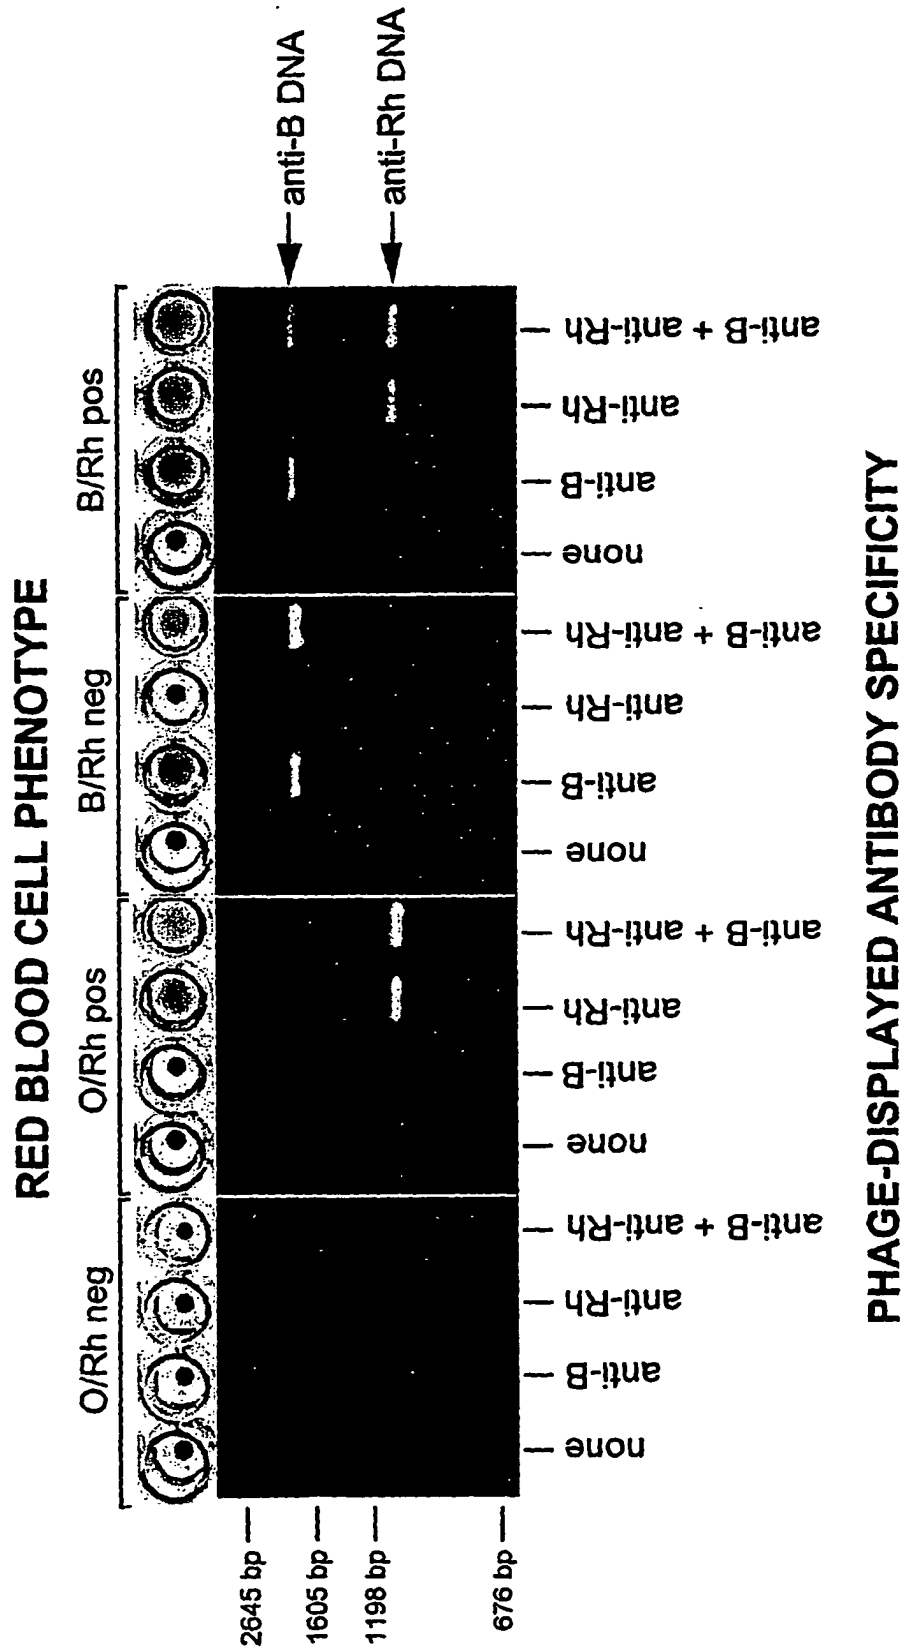 RED BLOOD CELL PHENOTYPE
O/Rh neg
O/Rh pos
B/Rh neg
B/Rh pos
2645 bp
1605 bp
1198 bp
676 bp
anti-B DNA
anti-Rh DNA
none
anti-B
anti-Rh
anti-B + anti-Rh
none
anti-B
anti-Rh
anti-B + anti-Rh
none
anti-B
anti-Rh
anti-B + anti-Rh
none
anti-B
anti-Rh
anti-B + anti-Rh
PHAGE-DISPLAYED ANTIBODY SPECIFICITY